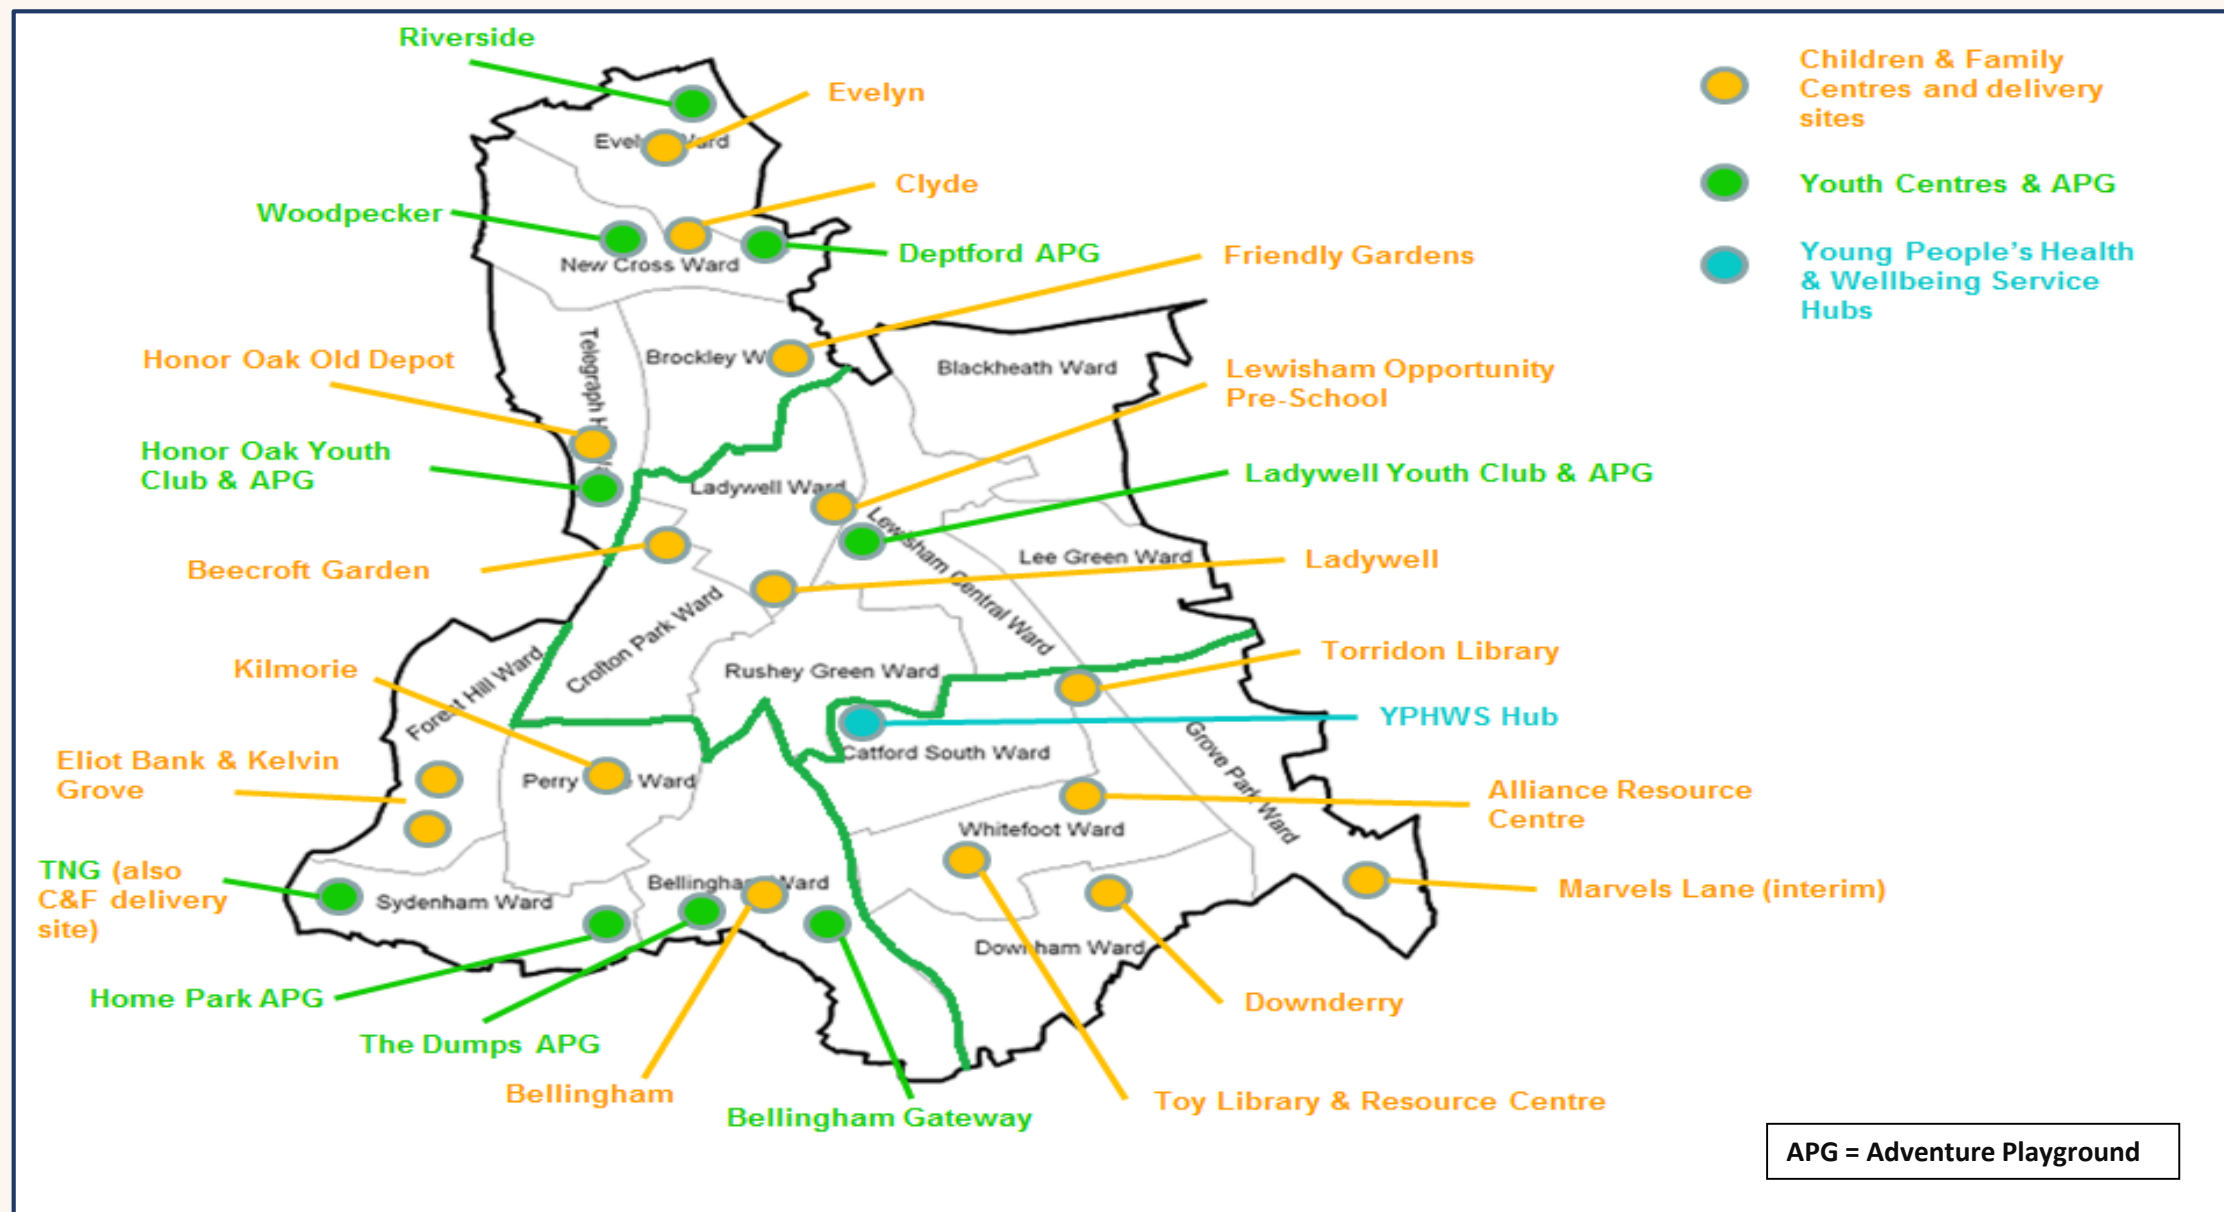 Riverside
Evelyn
Children & Family
Centres and delivery
sites
Youth Centres & APG
Young People's Health
& Wellbeing Service
Hubs
Clyde
Woodpecker
New Cross Ward
Deptford APG
Friendly Gardens
Honor Oak Old Depot
Telegraph
Brockley
Blackheath Ward
Lewisham Opportunity
Pre-School
Honor Oak Youth
Club & APG
Ladywell Ward
Ladywell Youth Club & APG
Beecroft Garden
Lewisham Central Ward
Lee Green Ward
Ladywell
Crofton Park Ward
Kilmorie
Forest Hill Ward
Rushey Green Ward
Torridon Library
YPHWS Hub
Eliot Bank & Kelvin
Grove
Perry Ward
Catford South Ward
Grove Park Ward
Alliance Resource
Centre
Whitefoot Ward
TNG (also
C&F delivery
site)
Sydenham Ward
Bellingham Ward
Marvels Lane (interim)
Downham Ward
Home Park APG
The Dumps APG
Downderry
Bellingham
Bellingham Gateway
Toy Library & Resource Centre
APG = Adventure Playground